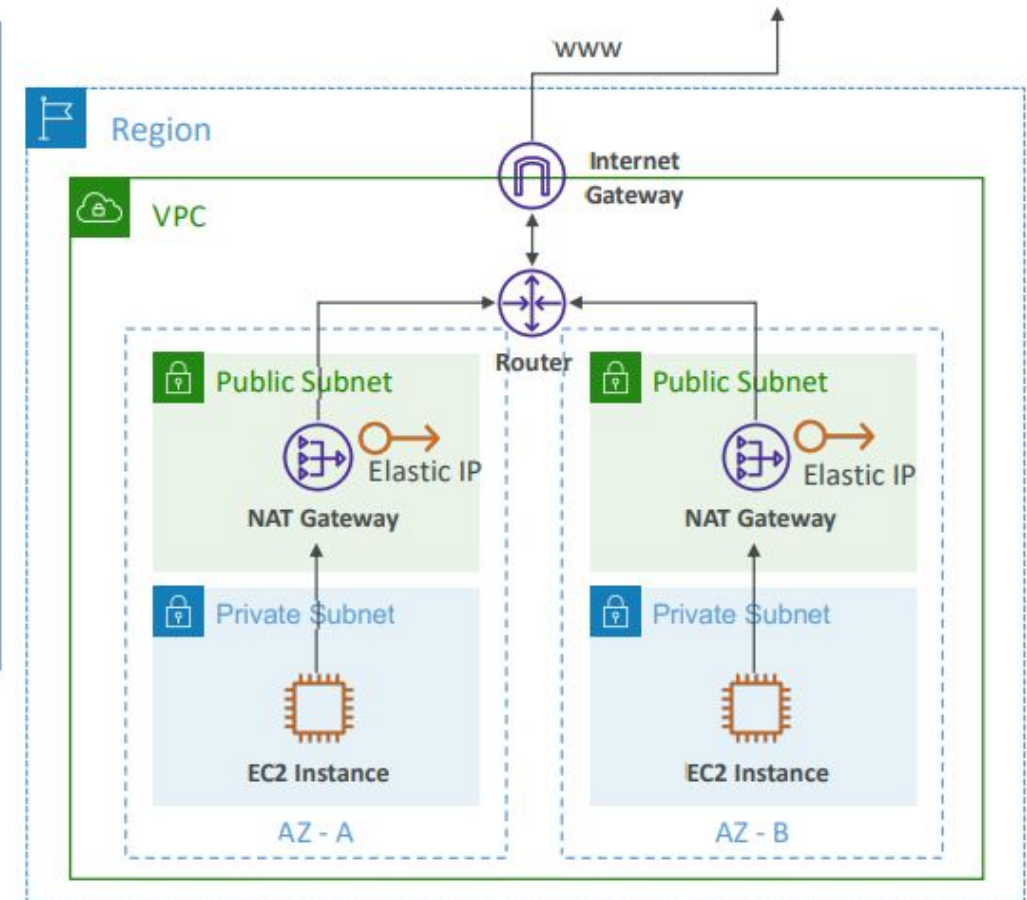 www
Region
Internet
Gateway
VPC
Router
Public Subnet
Public Subnet
Elastic IP
Elastic IP
NAT Gateway
NAT Gateway
Private Subnet
Private Subnet
EC2 Instance
EC2 Instance
AZ - A
AZ - B